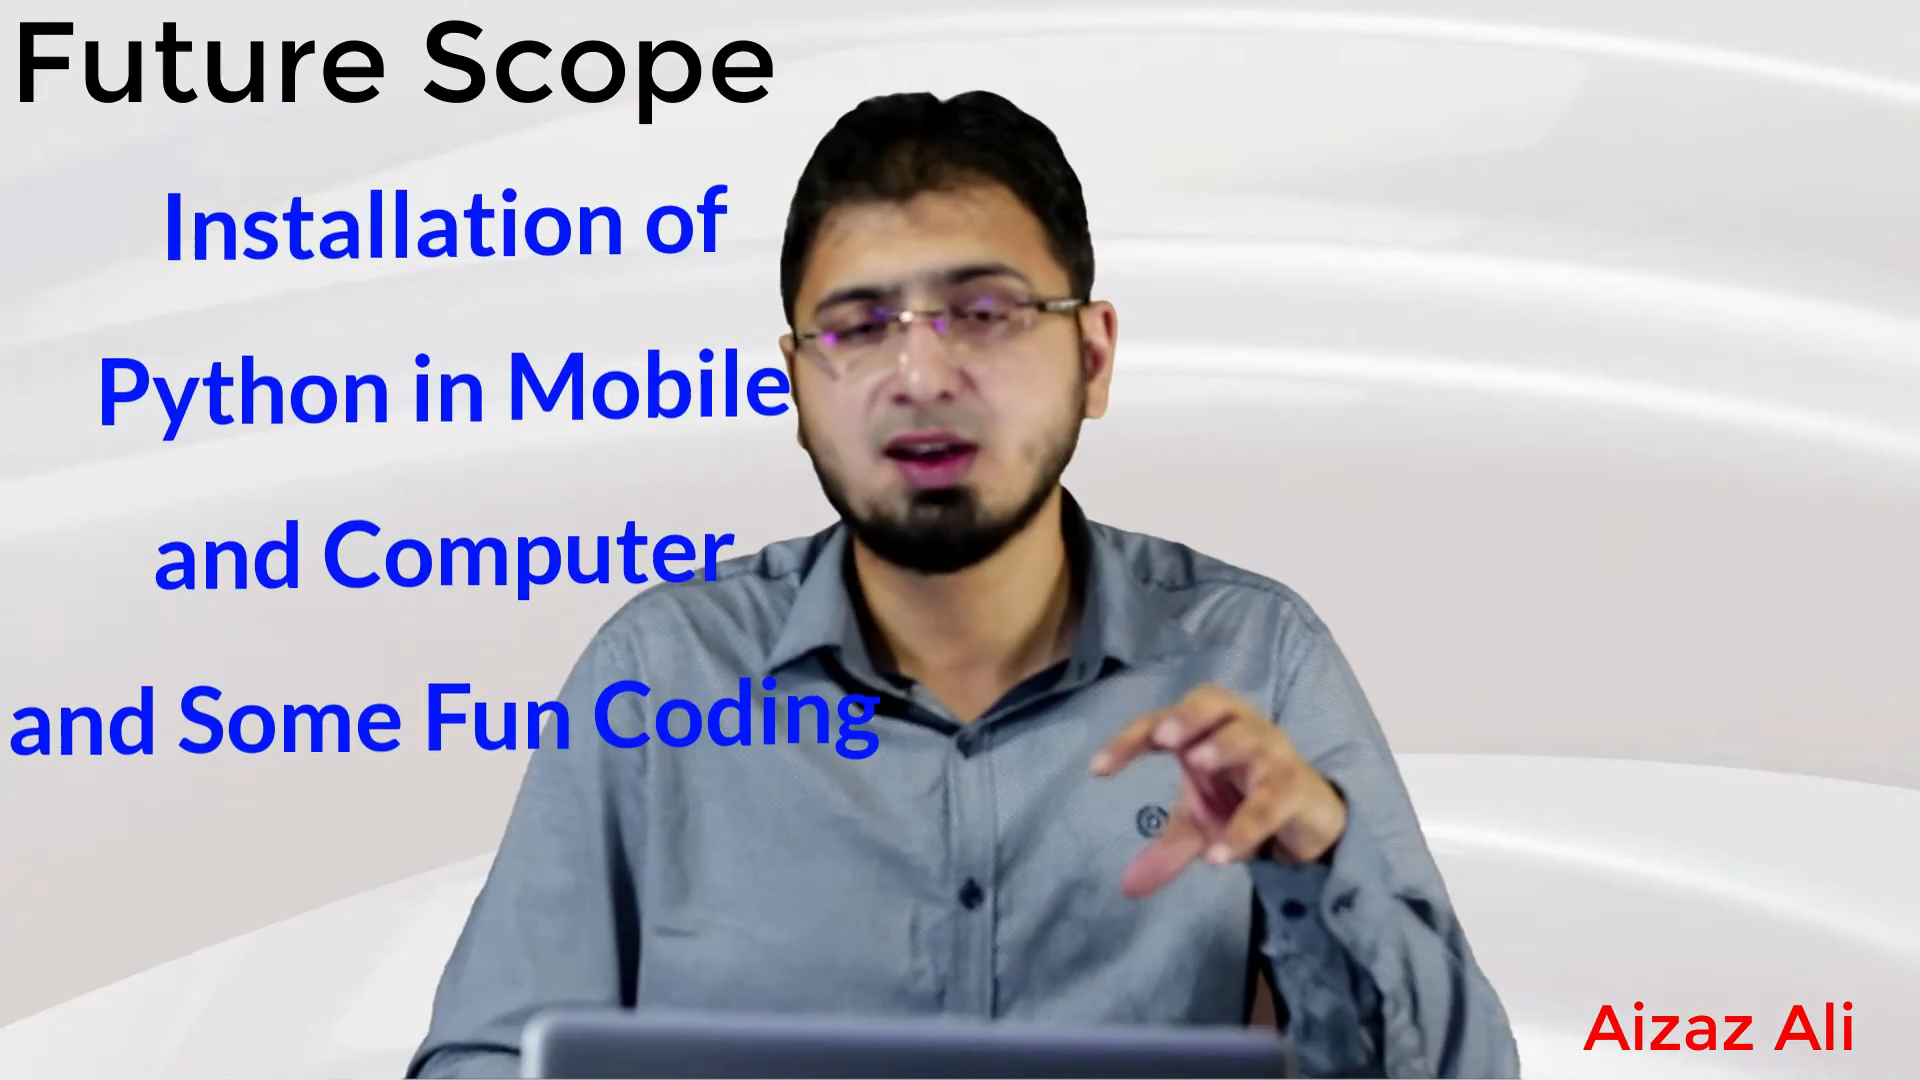 Future Scope
Installation of
Python in Mobile
and Computer
and Some Fun Coding
Aizaz Ali